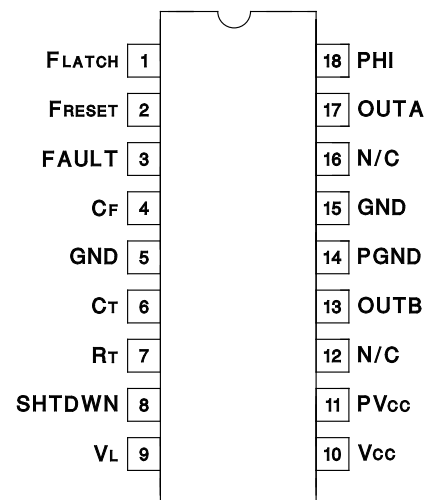 FLATCH 1 18 PHI
FRESET 2 17 OUTA
FAULT 3 16 N/C
CF 4 15 GND
GND 5 14 PGND
CT 6 13 OUTB
RT 7 12 N/C
SHTDWN 8 11 PVCC
VL 9 10 VCC